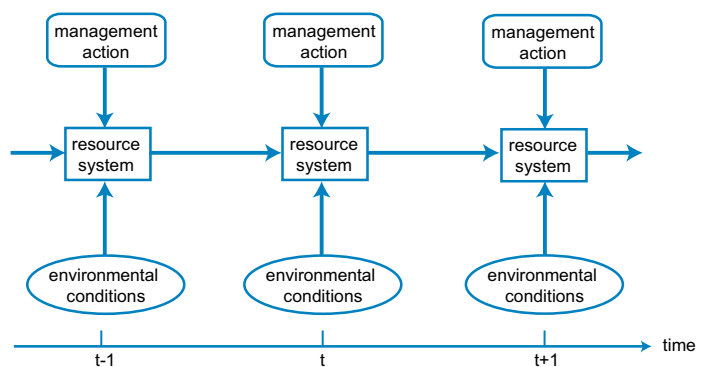 management
action
management
action
management
action
resource
system
resource
system
resource
system
environmental
conditions
environmental
conditions
environmental
conditions
time
t-1
t
t+1